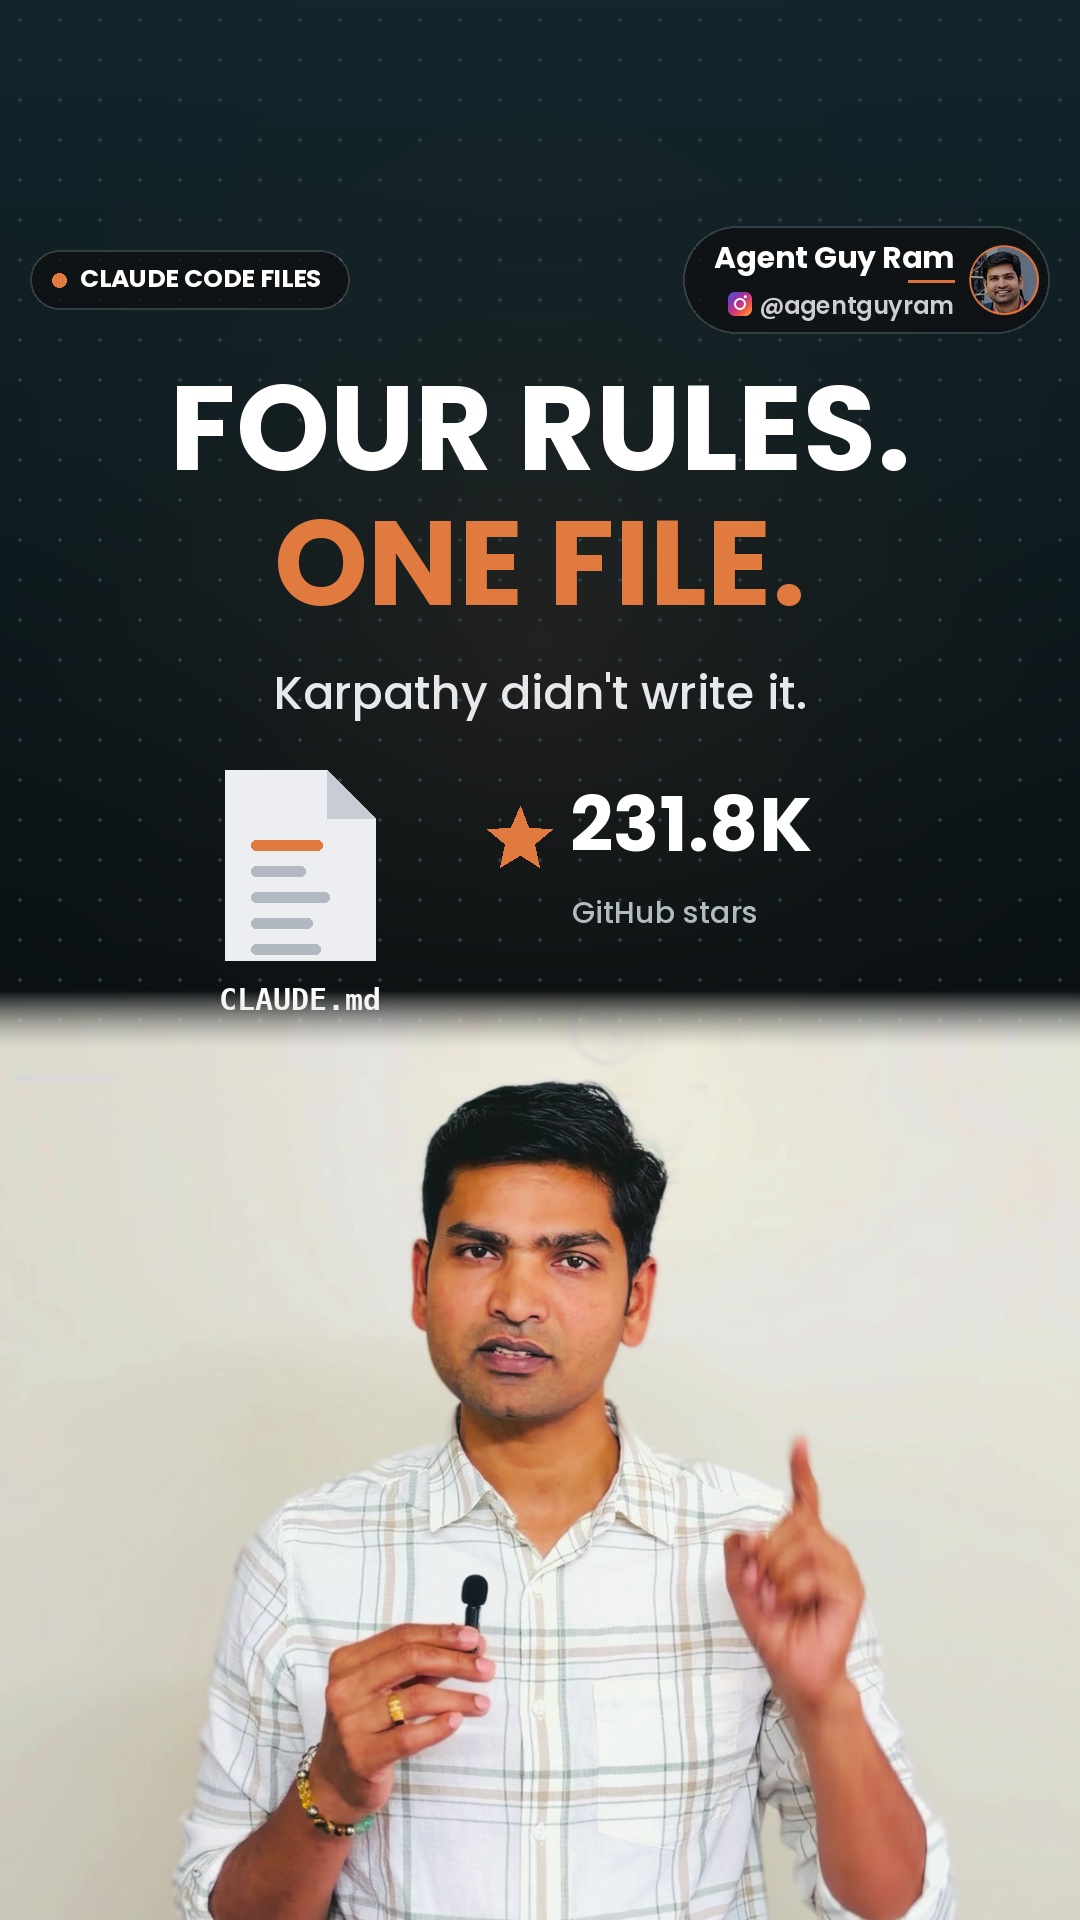 CLAUDE CODE FILES
Agent Guy Ram
@agentguyram
FOUR RULES.
ONE FILE.
Karpathy didn't write it.
231.8K
GitHub stars
CLAUDE.md